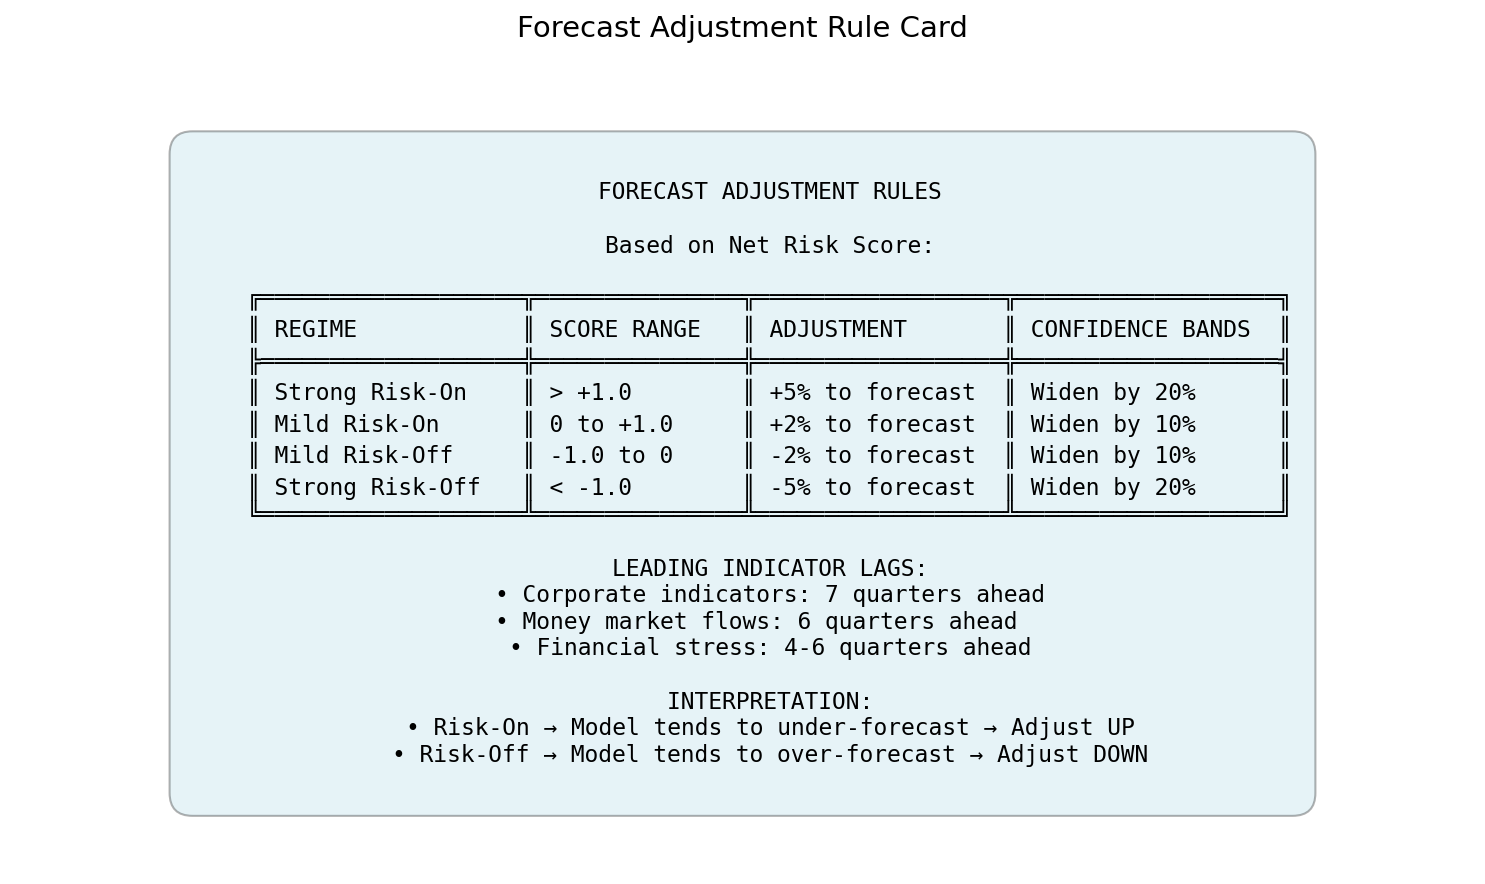 Forecast Adjustment Rule Card
FORECAST ADJUSTMENT RULES
Based on Net Risk Score:
║ REGIME ║ SCORE RANGE ║ ADJUSTMENT ║ CONFIDENCE BANDS ║
║ Strong Risk-On ║ > +1.0 ║ +5% to forecast ║ Widen by 20% ║
║ Mild Risk-On ║ 0 to +1.0 ║ +2% to forecast ║ Widen by 10% ║
║ Mild Risk-Off ║ -1.0 to 0 ║ -2% to forecast ║ Widen by 10% ║
║ Strong Risk-Off ║ < -1.0 ║ -5% to forecast ║ Widen by 20% ║
LEADING INDICATOR LAGS:
• Corporate indicators: 7 quarters ahead
• Money market flows: 6 quarters ahead
• Financial stress: 4-6 quarters ahead
INTERPRETATION:
• Risk-On → Model tends to under-forecast → Adjust UP
• Risk-Off → Model tends to over-forecast → Adjust DOWN